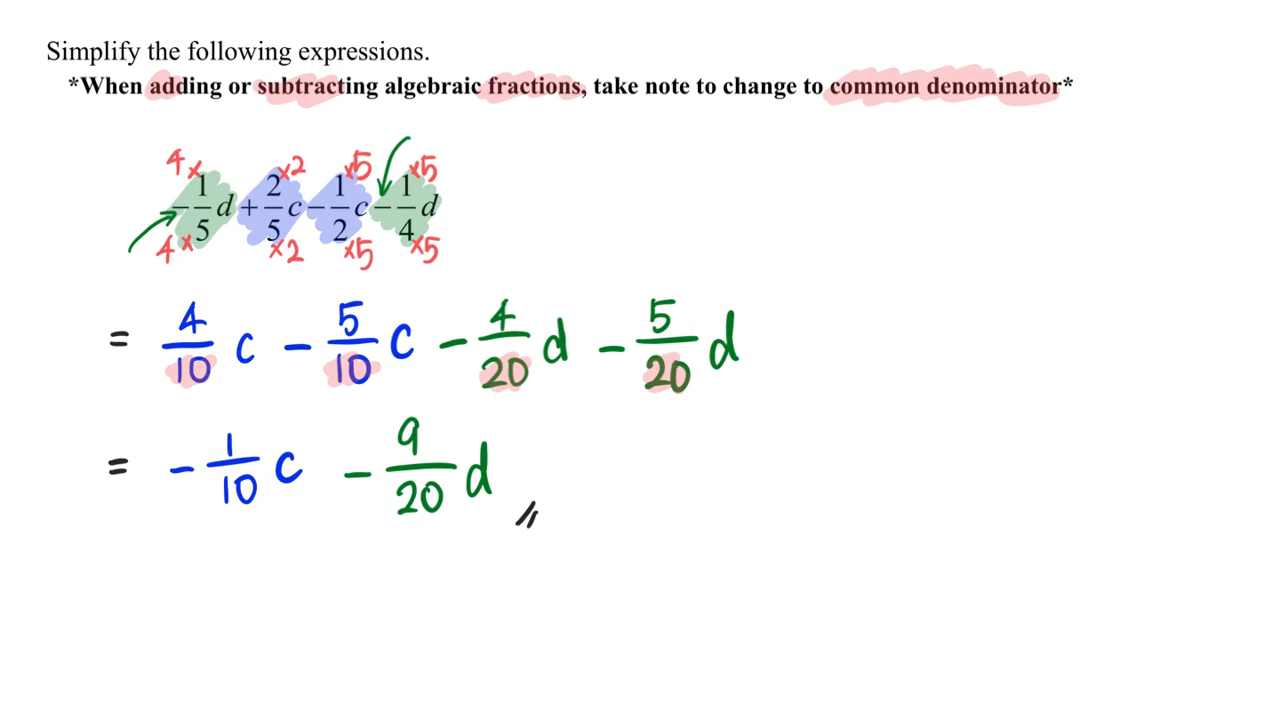 Simplify the following expressions.
*When adding or subtracting algebraic fractions, take note to change to common denominator*
4× ×2 ×5 ×5
-1/5 d + 2/5 c - 1/2 c - 1/4 d
4× ×2 ×5 ×5
= 4/10 c - 5/10 c - 4/20 d - 5/20 d
= - 1/10 c - 9/20 d //